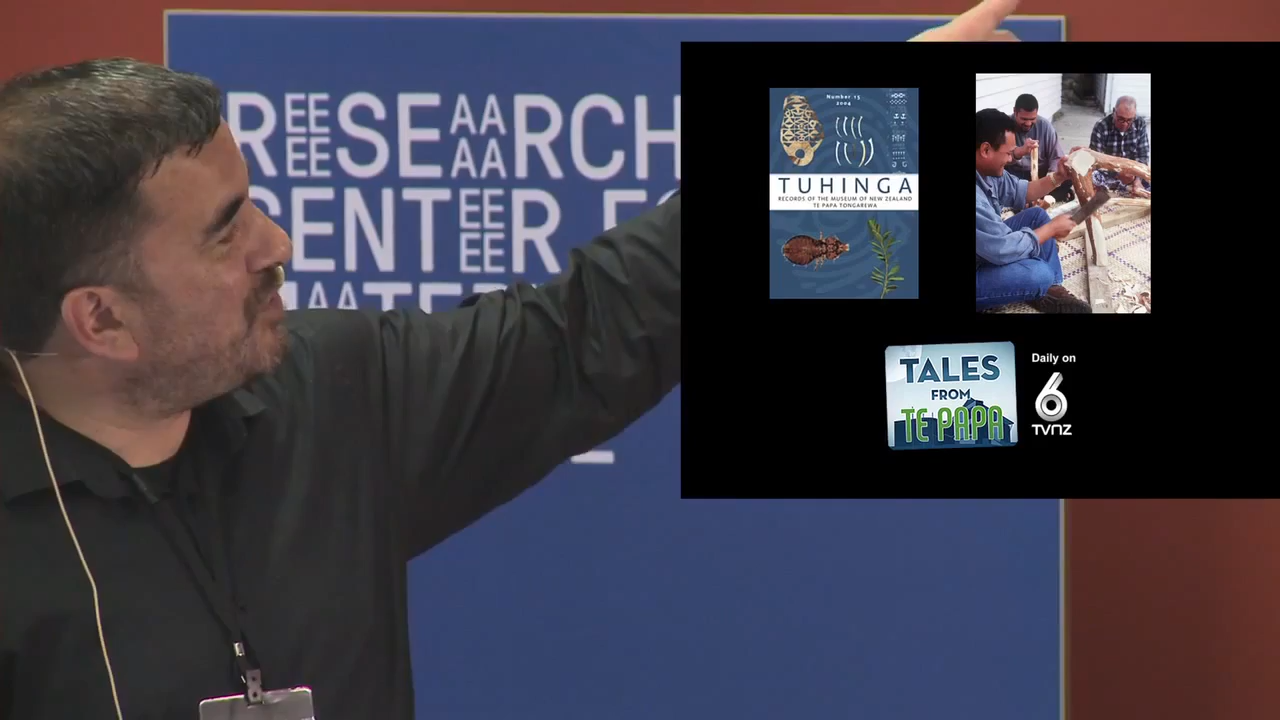 RESEARCH
CENTER
Number 15
2004
TUHINGA
RECORDS OF THE MUSEUM OF NEW ZEALAND
TE PAPA TONGAREWA
TALES
FROM
TE PAPA
Daily on
6
TVNZ